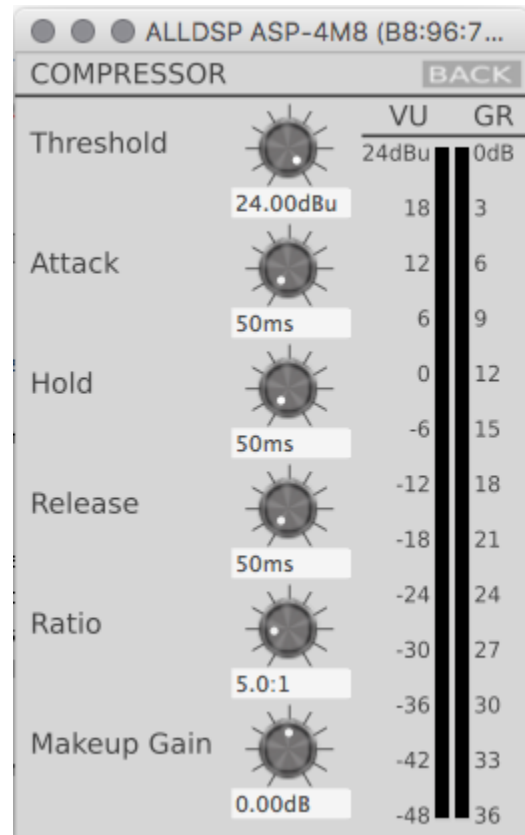 ALLDSP ASP-4M8 (B8:96:7...
COMPRESSOR BACK
VU GR
Threshold
24.00dBu
Attack
50ms
Hold
50ms
Release
50ms
Ratio
5.0:1
Makeup Gain
0.00dB
24dBu 0dB
18 3
12 6
6 9
0 12
-6 15
-12 18
-18 21
-24 24
-30 27
-36 30
-42 33
-48 36